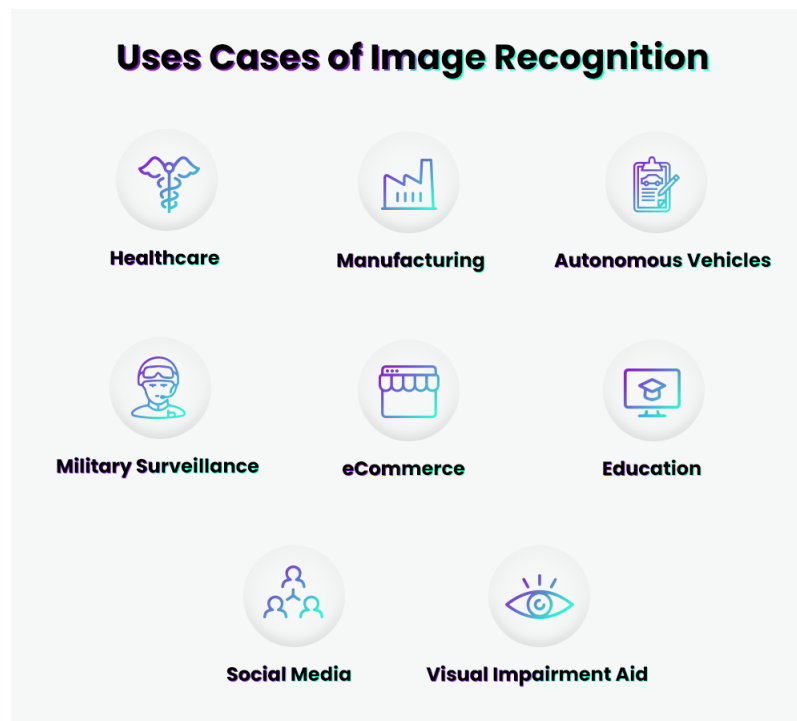 Uses Cases of Image Recognition
Healthcare
Manufacturing
Autonomous Vehicles
Military Surveillance
eCommerce
Education
Social Media
Visual Impairment Aid